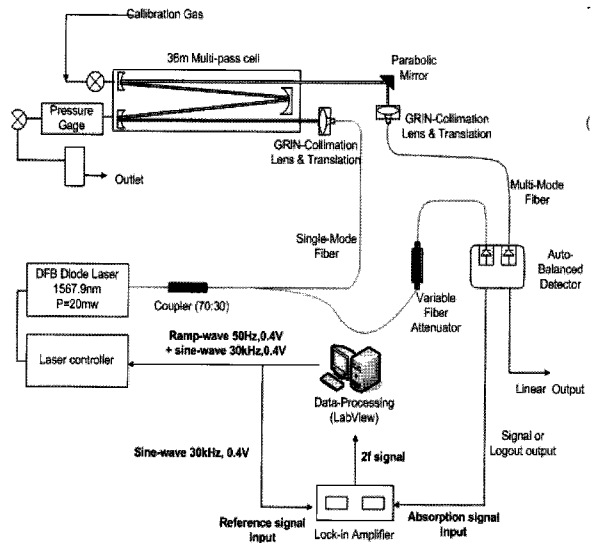 Callibration Gas
36m Multi-pass cell
Parabolic
Mirror
Pressure
Gage
GRIN-Collimation
Lens & Translation
GRIN-Collimation
Lens & Translation
Outlet
Multi-Mode
Fiber
Single-Mode
Fiber
DFB Diode Laser
1567.9nm
P=20mw
Coupler (70:30)
Variable
Fiber
Attenuator
Auto-
Balanced
Detector
Ramp-wave 50Hz,0.4V
+ sine-wave 30kHz,0.4V
Laser controller
Linear Output
Data-Processing
(LabView)
Signal or
Logout output
Sine-wave 30kHz, 0.4V
2f signal
Reference signal
input
Lock-in Amplifier
Absorption signal
input